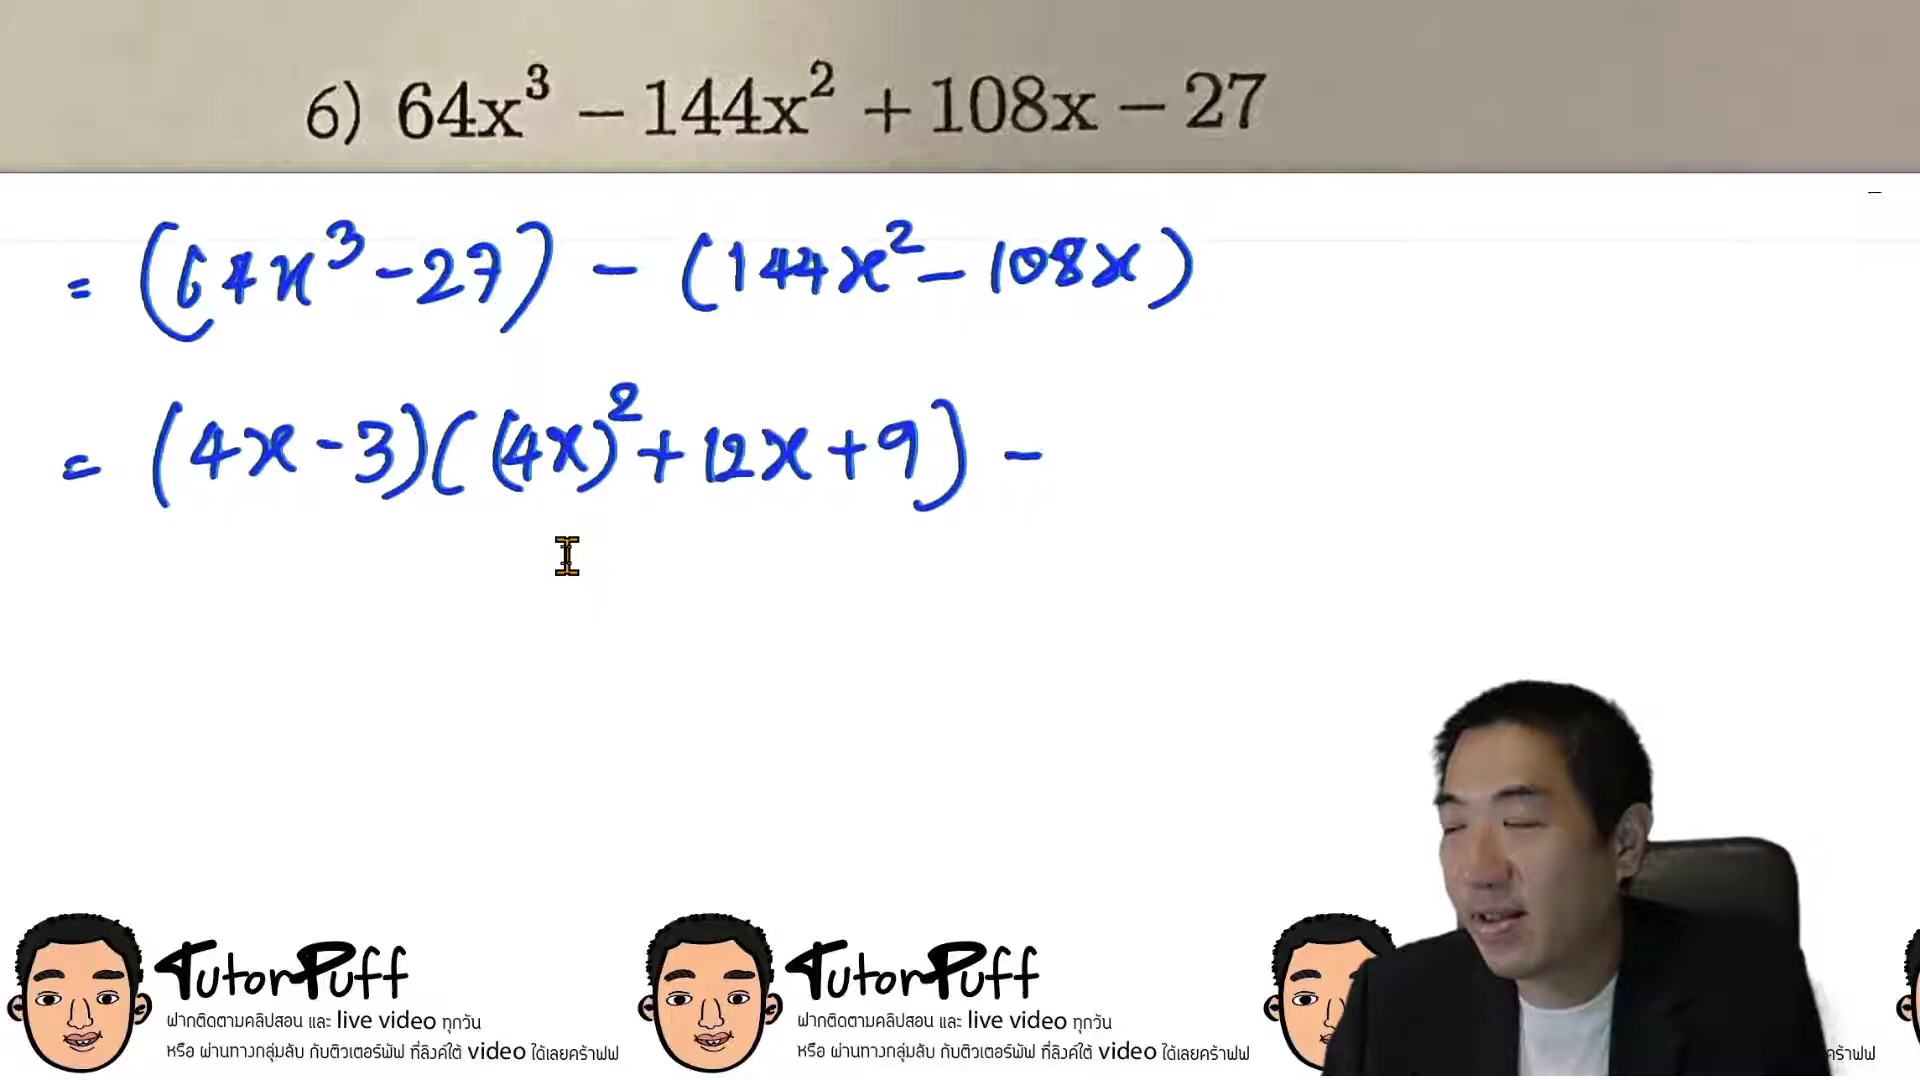 6) 64x³ − 144x² + 108x − 27
= (64x³ − 27) − (144x² − 108x)
= (4x − 3)((4x)² + 12x + 9) −
TutorPuff
ฝากติดตามคลิปสอน และ live video ทุกวัน
หรือ ผ่านทางกลุ่มลับ กับติวเตอร์พัฟ ที่ลิงค์ใต้ video ได้เลยคร้าฟฟ
TutorPuff
ฝากติดตามคลิปสอน และ live video ทุกวัน
หรือ ผ่านทางกลุ่มลับ กับติวเตอร์พัฟ ที่ลิงค์ใต้ video ได้เลยคร้าฟฟ
คร้าฟฟ